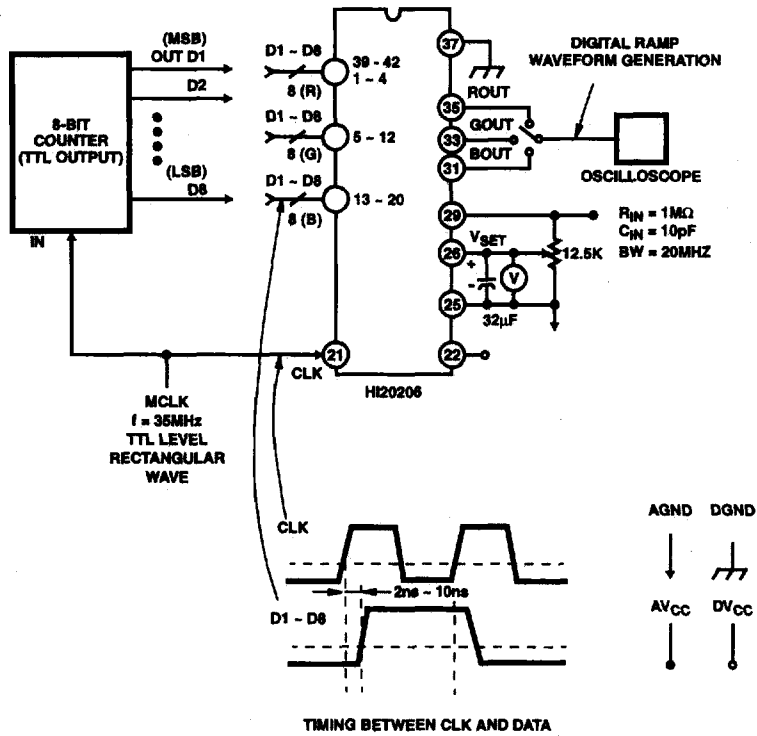 (MSB)
OUT D1
D2
8-BIT
COUNTER
(TTL OUTPUT)
(LSB)
D8
IN
D1 ~ D8
8 (R)
39 ~ 42
1 ~ 4
D1 ~ D8
8 (G)
5 ~ 12
D1 ~ D8
8 (B)
13 ~ 20
21
CLK
HI20206
37
35
33
31
29
26
25
22
ROUT
GOUT
BOUT
DIGITAL RAMP
WAVEFORM GENERATION
OSCILLOSCOPE
RIN = 1MΩ
CIN = 10pF
BW = 20MHZ
VSET
+
-
V
12.5K
32µF
MCLK
f = 35MHz
TTL LEVEL
RECTANGULAR
WAVE
CLK
2ns ~ 10ns
D1 ~ D8
AGND DGND
AVCC DVCC
TIMING BETWEEN CLK AND DATA